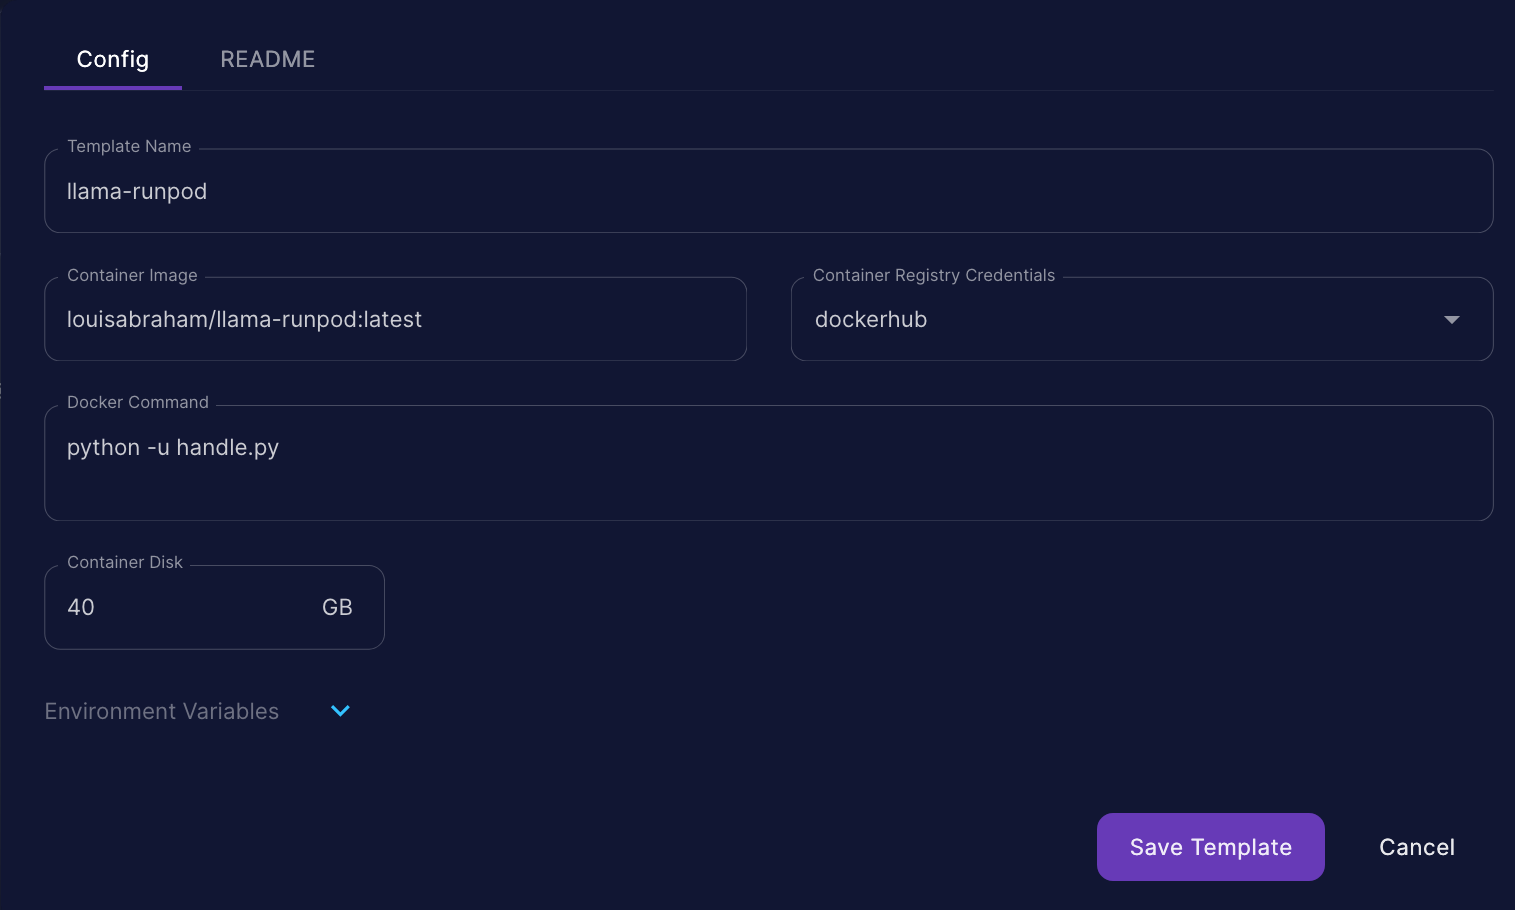 Config README
Template Name
llama-runpod
Container Image
louisabraham/llama-runpod:latest
Container Registry Credentials
dockerhub
Docker Command
python -u handle.py
Container Disk
40 GB
Environment Variables
Save Template Cancel